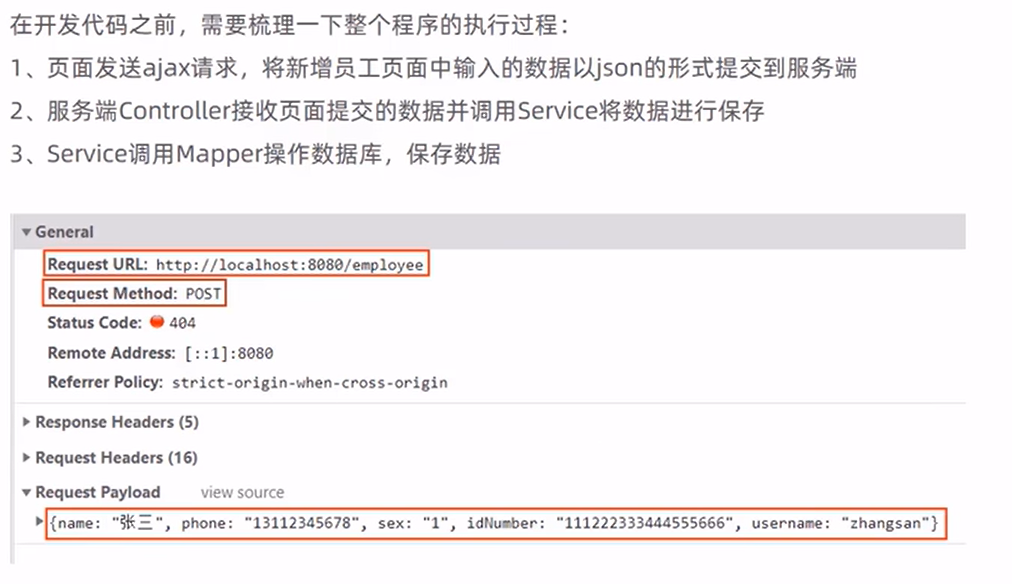 在开发代码之前，需要梳理一下整个程序的执行过程：
1、页面发送ajax请求，将新增员工页面中输入的数据以json的形式提交到服务端
2、服务端Controller接收页面提交的数据并调用Service将数据进行保存
3、Service调用Mapper操作数据库，保存数据
General
Request URL: http://localhost:8080/employee
Request Method: POST
Status Code: 404
Remote Address: [::1]:8080
Referrer Policy: strict-origin-when-cross-origin
Response Headers (5)
Request Headers (16)
Request Payload view source
{name: "张三", phone: "13112345678", sex: "1", idNumber: "111222333444555666", username: "zhangsan"}